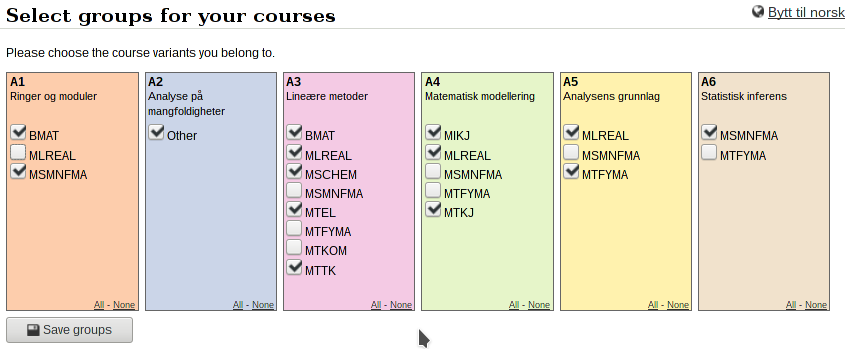 Select groups for your courses
Bytt til norsk
Please choose the course variants you belong to.
A1
Ringer og moduler
BMAT
MLREAL
MSMNFMA
All - None
A2
Analyse på
mangfoldigheter
Other
All - None
A3
Lineære metoder
BMAT
MLREAL
MSCHEM
MSMNFMA
MTEL
MTFYMA
MTKOM
MTTK
All - None
A4
Matematisk modellering
MIKJ
MLREAL
MSMNFMA
MTFYMA
MTKJ
All - None
A5
Analysens grunnlag
MLREAL
MSMNFMA
MTFYMA
All - None
A6
Statistisk inferens
MSMNFMA
MTFYMA
All - None
Save groups